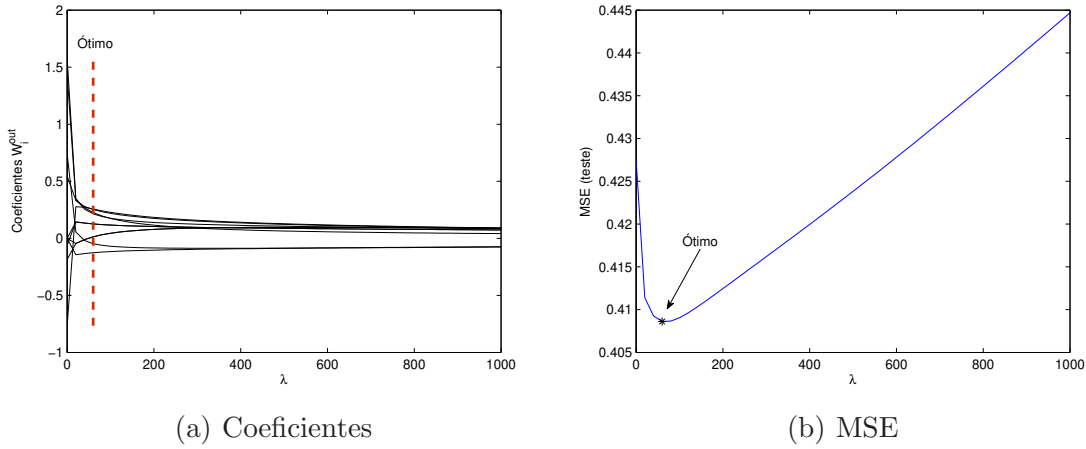 2
1.5
1
0.5
0
−0.5
−1
Coeficientes W_i^out
Ótimo
0 200 400 600 800 1000
λ
(a) Coeficientes
0.445
0.44
0.435
0.43
0.425
0.42
0.415
0.41
0.405
MSE (teste)
Ótimo
0 200 400 600 800 1000
λ
(b) MSE